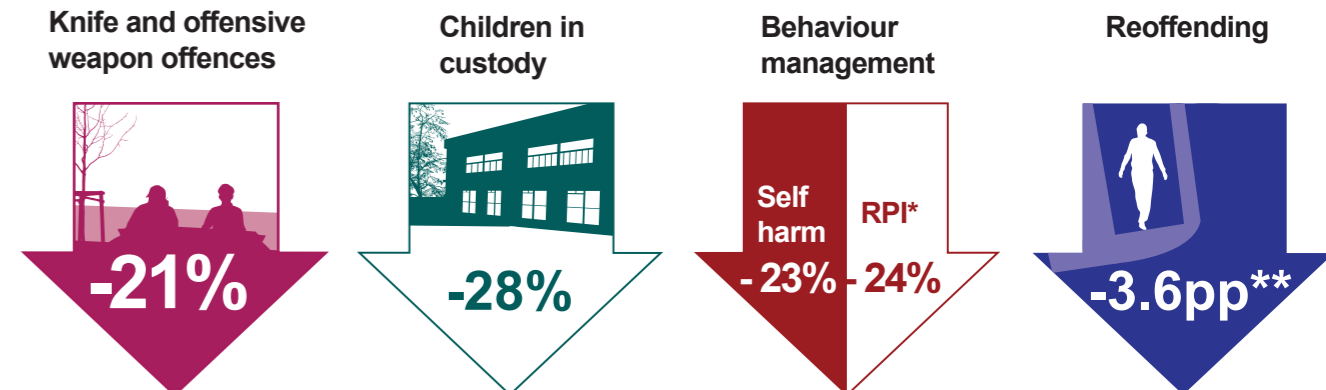 Knife and offensive
weapon offences
Children in
custody
Behaviour
management
Reoffending
-21%
-28%
Self
harm
- 23%
RPI*
- 24%
-3.6pp**